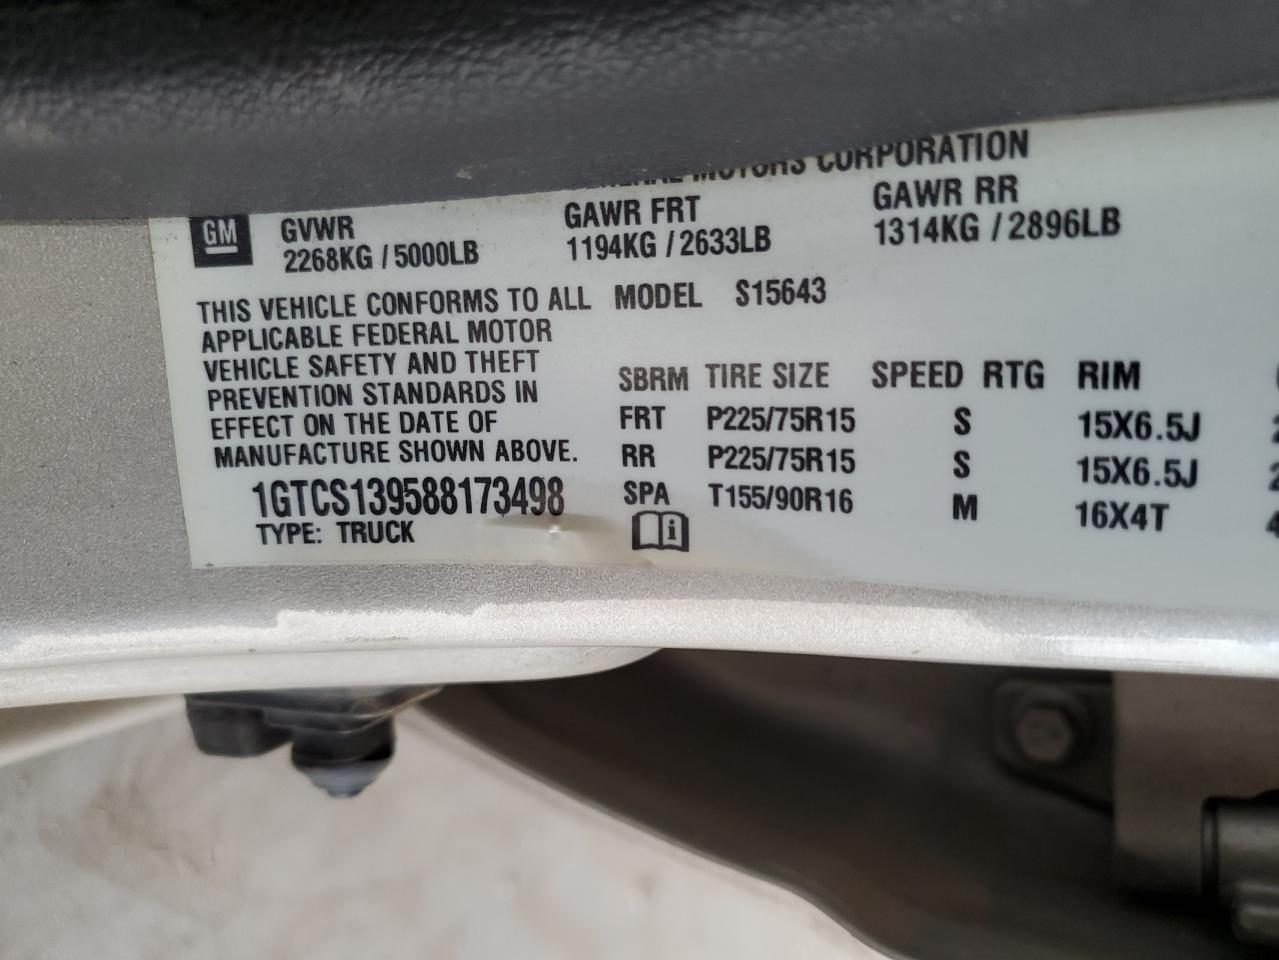 GENERAL MOTORS CORPORATION
GM GVWR GAWR FRT GAWR RR
2268KG / 5000LB 1194KG / 2633LB 1314KG / 2896LB
THIS VEHICLE CONFORMS TO ALL
APPLICABLE FEDERAL MOTOR
VEHICLE SAFETY AND THEFT
PREVENTION STANDARDS IN
EFFECT ON THE DATE OF
MANUFACTURE SHOWN ABOVE.
1GTCS139588173498
TYPE: TRUCK
MODEL S15643
SBRM TIRE SIZE SPEED RTG RIM
FRT P225/75R15 S 15X6.5J
RR P225/75R15 S 15X6.5J
SPA T155/90R16 M 16X4T
i